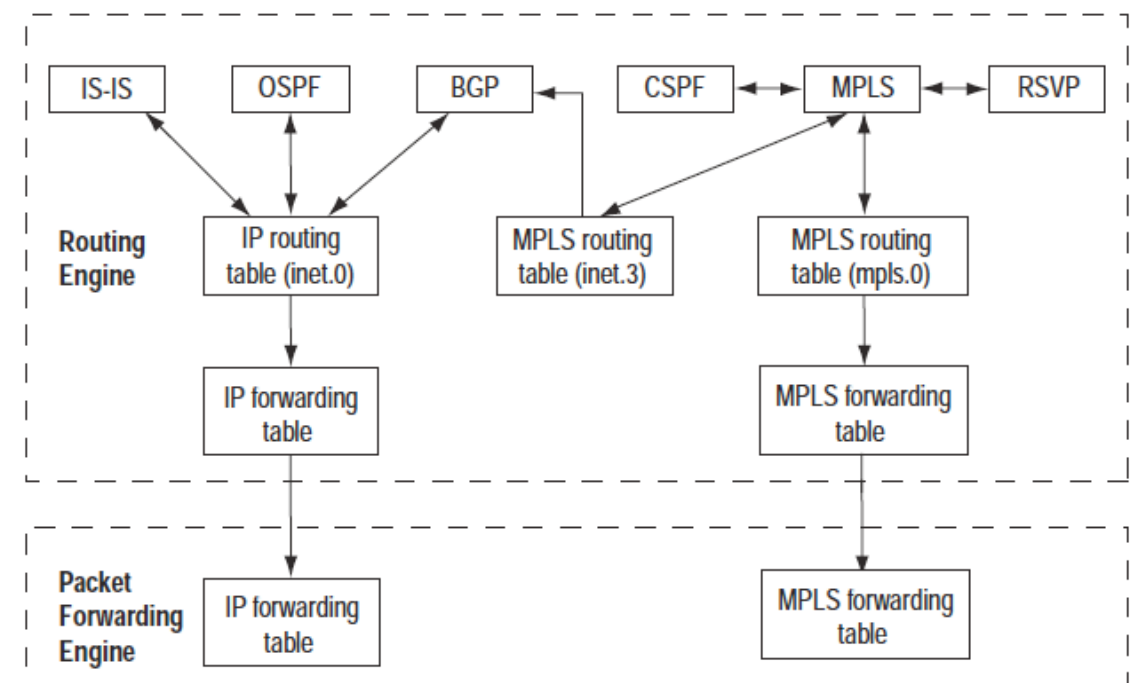 IS-IS
OSPF
BGP
CSPF
MPLS
RSVP
Routing
Engine
IP routing
table (inet.0)
MPLS routing
table (inet.3)
MPLS routing
table (mpls.0)
IP forwarding
table
MPLS forwarding
table
Packet
Forwarding
Engine
IP forwarding
table
MPLS forwarding
table